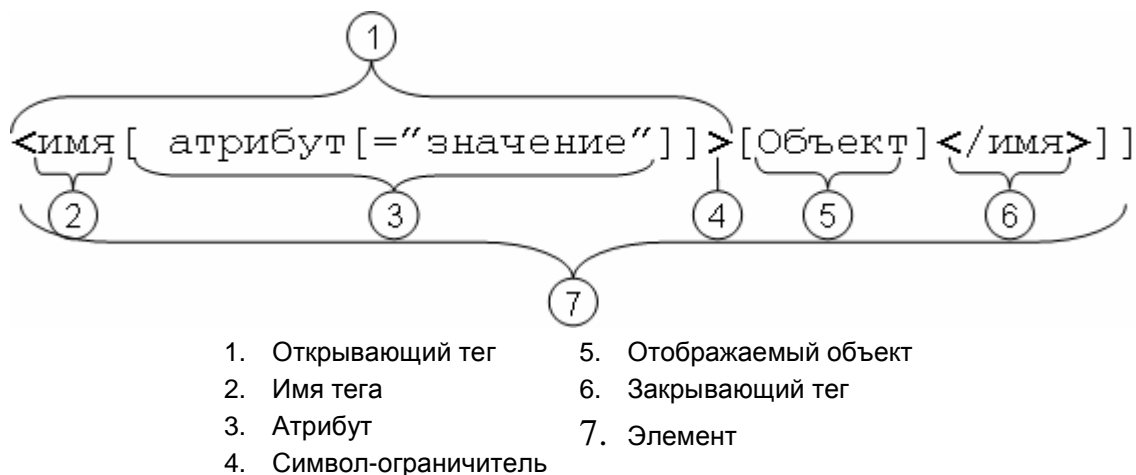 1
<имя[ атрибут[="значение"]]>[Объект]</имя>]]
2 3 4 5 6
7
1. Открывающий тег
2. Имя тега
3. Атрибут
4. Символ-ограничитель
5. Отображаемый объект
6. Закрывающий тег
7. Элемент